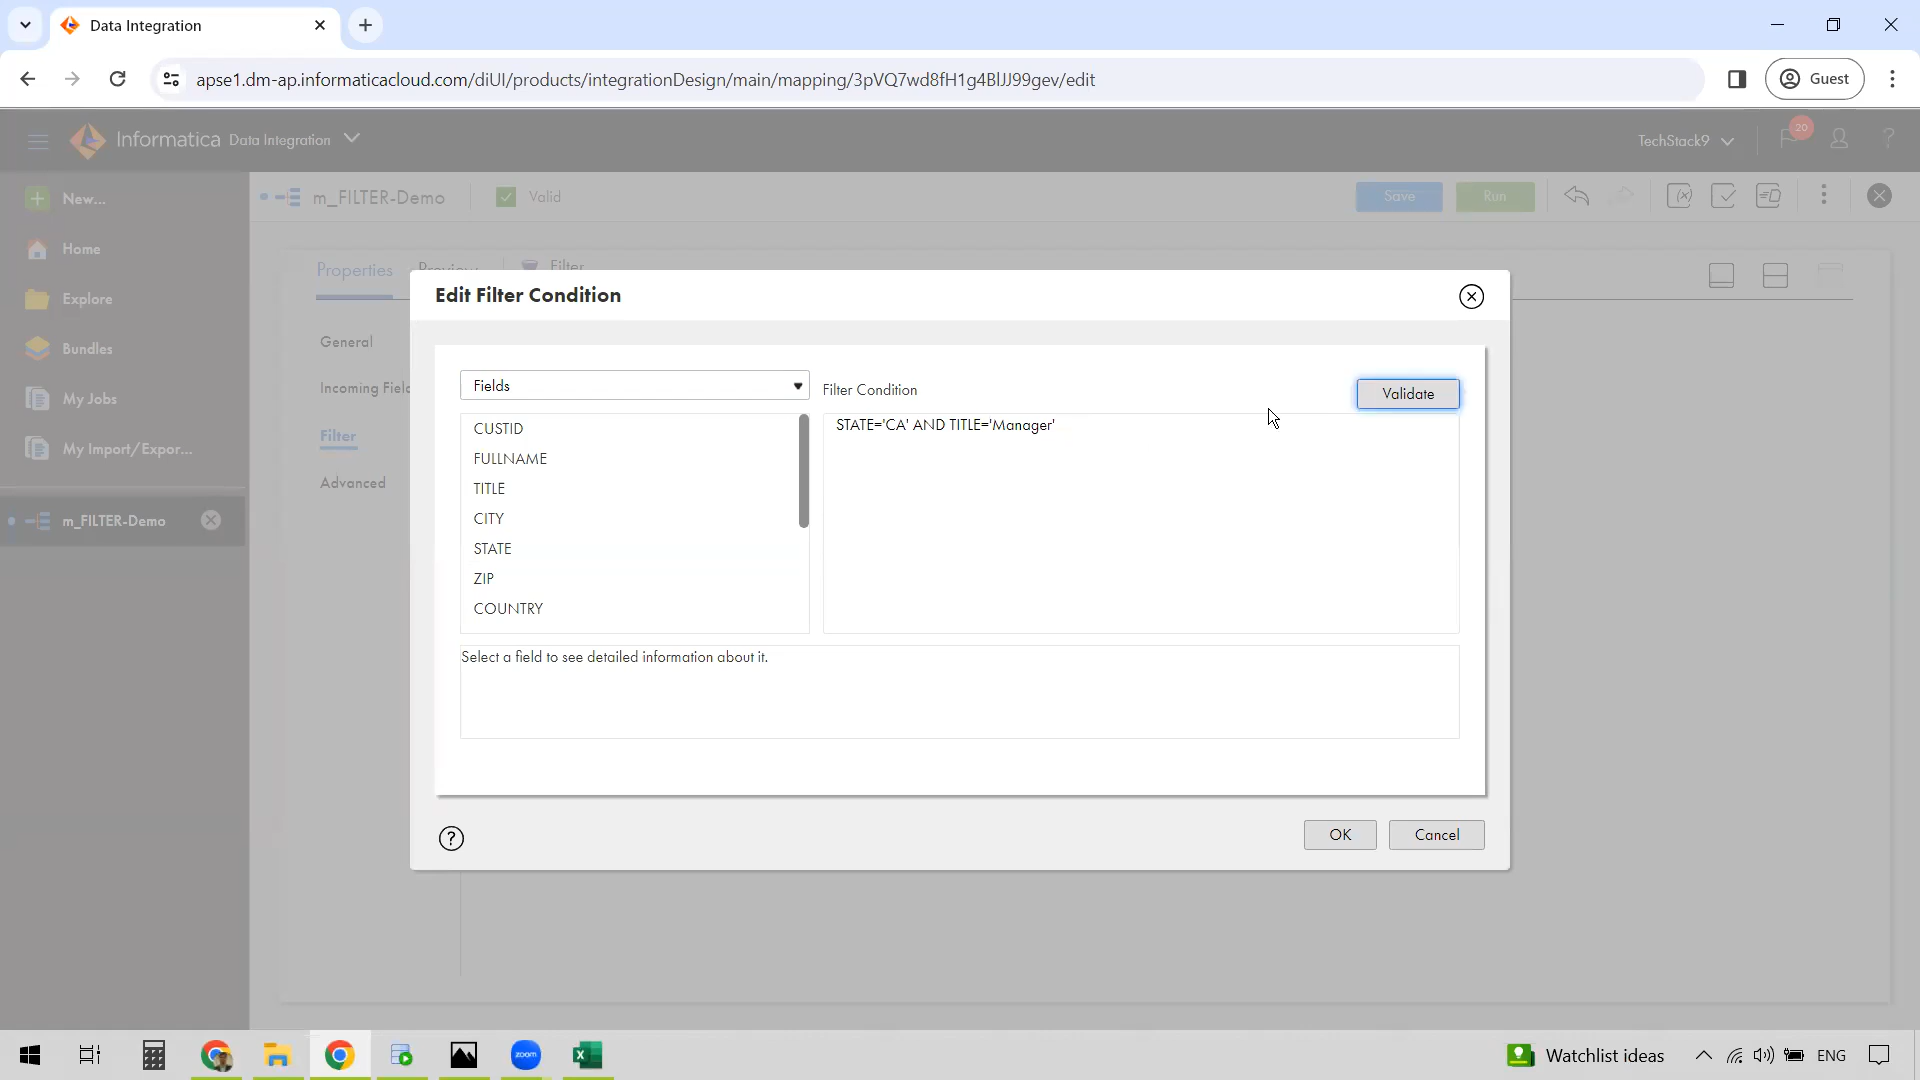 Data Integration
apse1.dm-ap.informaticacloud.com/diUI/products/integrationDesign/main/mapping/3pVQ7wd8fH1g4BlJJ99gev/edit
Guest
Informatica Data Integration
TechStack9
20
?
New...
Home
Explore
Bundles
My Jobs
My Import/Expor...
m_FILTER-Demo
m_FILTER-Demo
Valid
Save
Run
Properties
Preview
Filter
General
Incoming Fiel
Filter
Advanced
Edit Filter Condition
Fields
Filter Condition
Validate
CUSTID
FULLNAME
TITLE
CITY
STATE
ZIP
COUNTRY
STATE='CA' AND TITLE='Manager'
Select a field to see detailed information about it.
?
OK
Cancel
zoom
Watchlist ideas
ENG